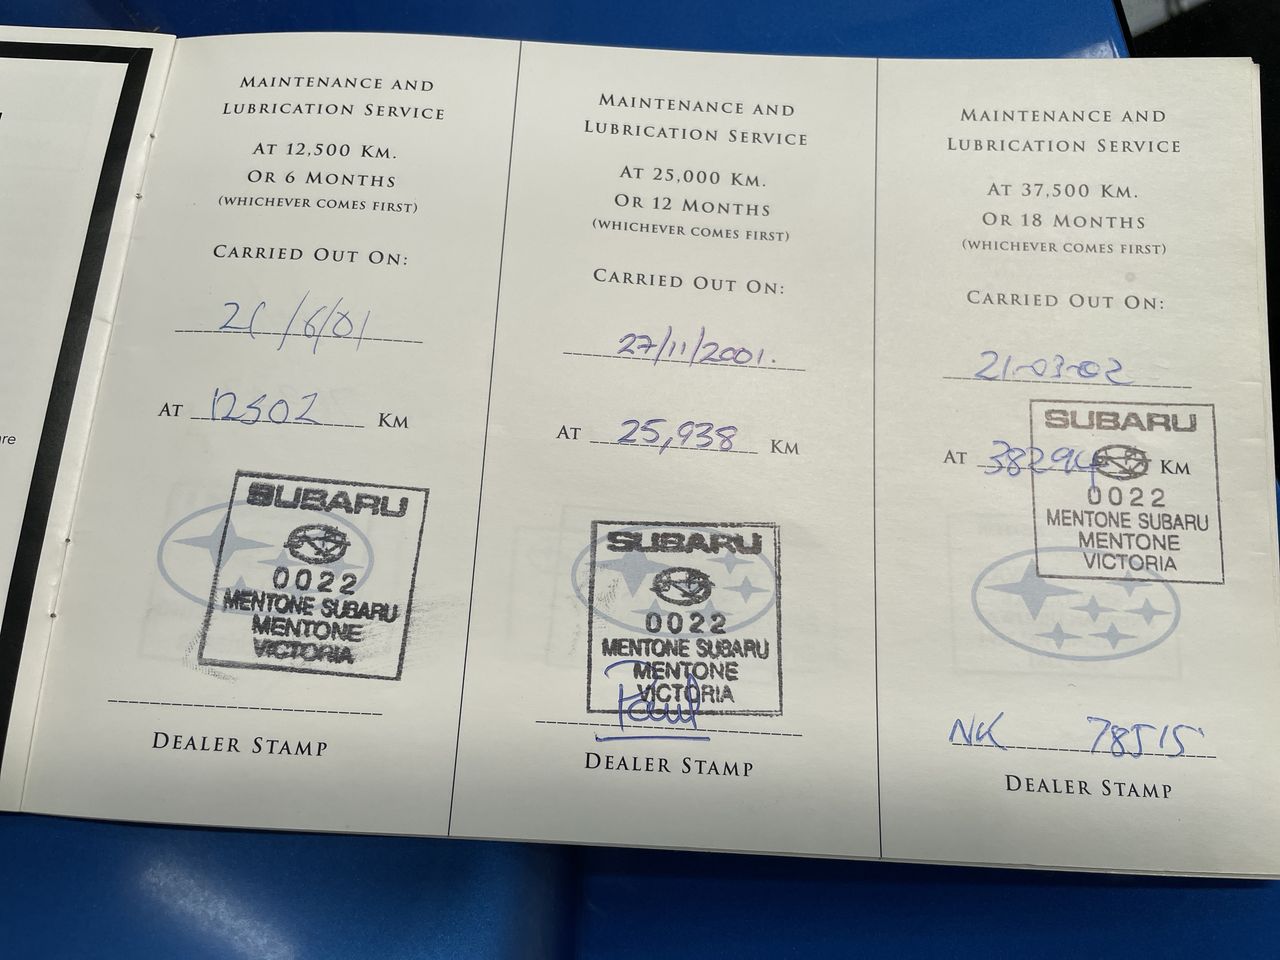 re
MAINTENANCE AND
LUBRICATION SERVICE
AT 12,500 KM.
OR 6 MONTHS
(WHICHEVER COMES FIRST)
CARRIED OUT ON:
/6/01
AT 12502 KM
SUBARU
0022
MENTONE SUBARU
MENTONE
VICTORIA
DEALER STAMP
MAINTENANCE AND
LUBRICATION SERVICE
AT 25,000 KM.
OR 12 MONTHS
(WHICHEVER COMES FIRST)
CARRIED OUT ON:
27/11/2001.
AT 25,938 KM
SUBARU
0022
MENTONE SUBARU
MENTONE
VICTORIA
DEALER STAMP
MAINTENANCE AND
LUBRICATION SERVICE
AT 37,500 KM.
OR 18 MONTHS
(WHICHEVER COMES FIRST)
CARRIED OUT ON:
21-03-02
SUBARU
AT 38294 KM
0022
MENTONE SUBARU
MENTONE
VICTORIA
NK 78515
DEALER STAMP